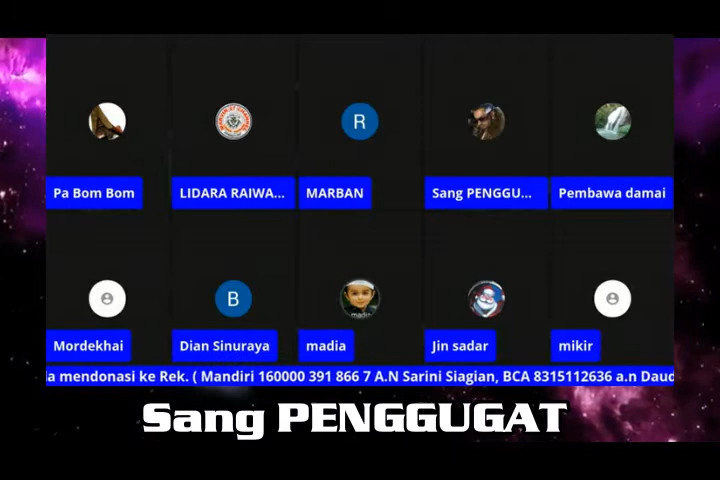 R
Pa Bom Bom
LIDARA RAIWA...
MARBAN
Sang PENGGU...
Pembawa damai
B
madia
Mordekhai
Dian Sinuraya
madia
Jin sadar
mikir
a mendonasi ke Rek. ( Mandiri 160000 391 866 7 A.N Sarini Siagian, BCA 8315112636 a.n Daud
Sang PENGGUGAT